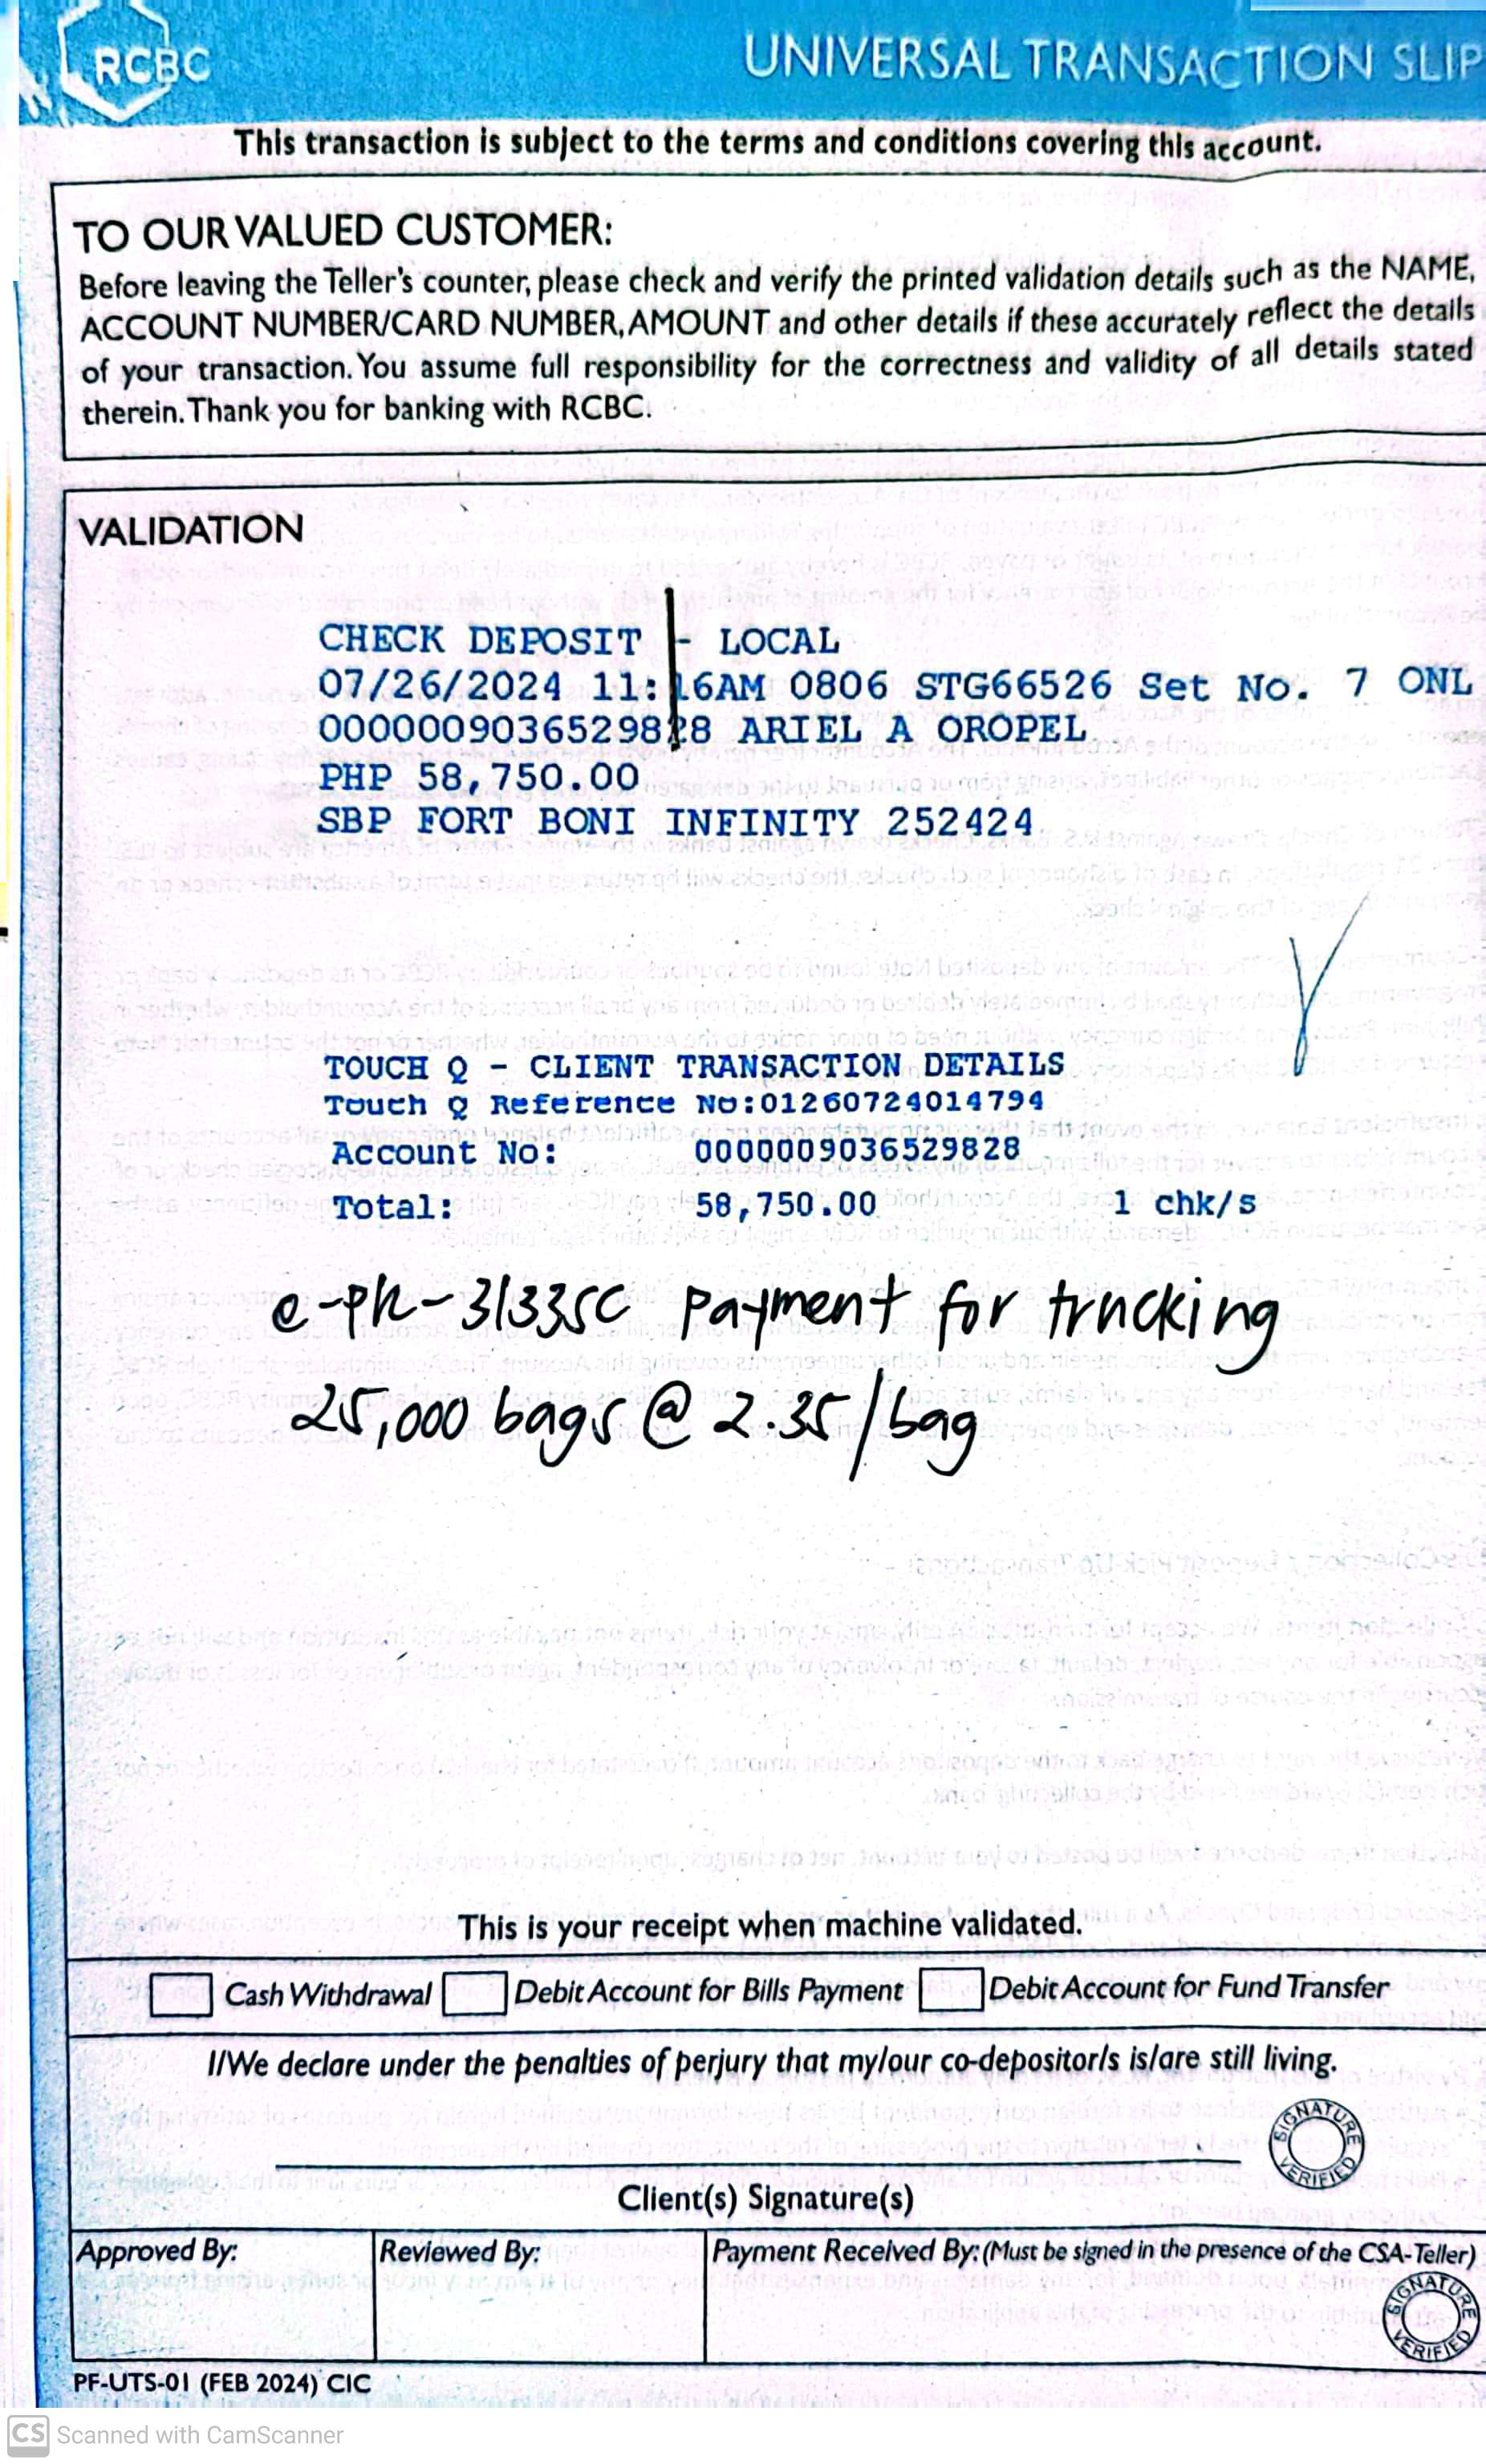 RCBC
UNIVERSAL TRANSACTION SLIP
This transaction is subject to the terms and conditions covering this account.
TO OUR VALUED CUSTOMER:
Before leaving the Teller's counter, please check and verify the printed validation details such as the NAME,
ACCOUNT NUMBER/CARD NUMBER, AMOUNT and other details if these accurately reflect the details
of your transaction. You assume full responsibility for the correctness and validity of all details stated
therein. Thank you for banking with RCBC.
VALIDATION
CHECK DEPOSIT - LOCAL
07/26/2024 11:16AM 0806 STG66526 Set No. 7 ONL
0000009036529828 ARIEL A OROPEL
PHP 58,750.00
SBP FORT BONI INFINITY 252424
TOUCH Q - CLIENT TRANSACTION DETAILS
Touch Q Reference No:01260724014794
Account No: 0000009036529828
Total: 58,750.00 1 chk/s
payment for trucking
25,000 bags @ 2.35/bag
This is your receipt when machine validated.
Cash Withdrawal Debit Account for Bills Payment Debit Account for Fund Transfer
I/We declare under the penalties of perjury that my/our co-depositor/s is/are still living.
SIGNATURE VERIFIED
Client(s) Signature(s)
Approved By: Reviewed By: Payment Received By: (Must be signed in the presence of the CSA-Teller)
SIGNATURE VERIFIED
PF-UTS-01 (FEB 2024) CIC
CS Scanned with CamScanner